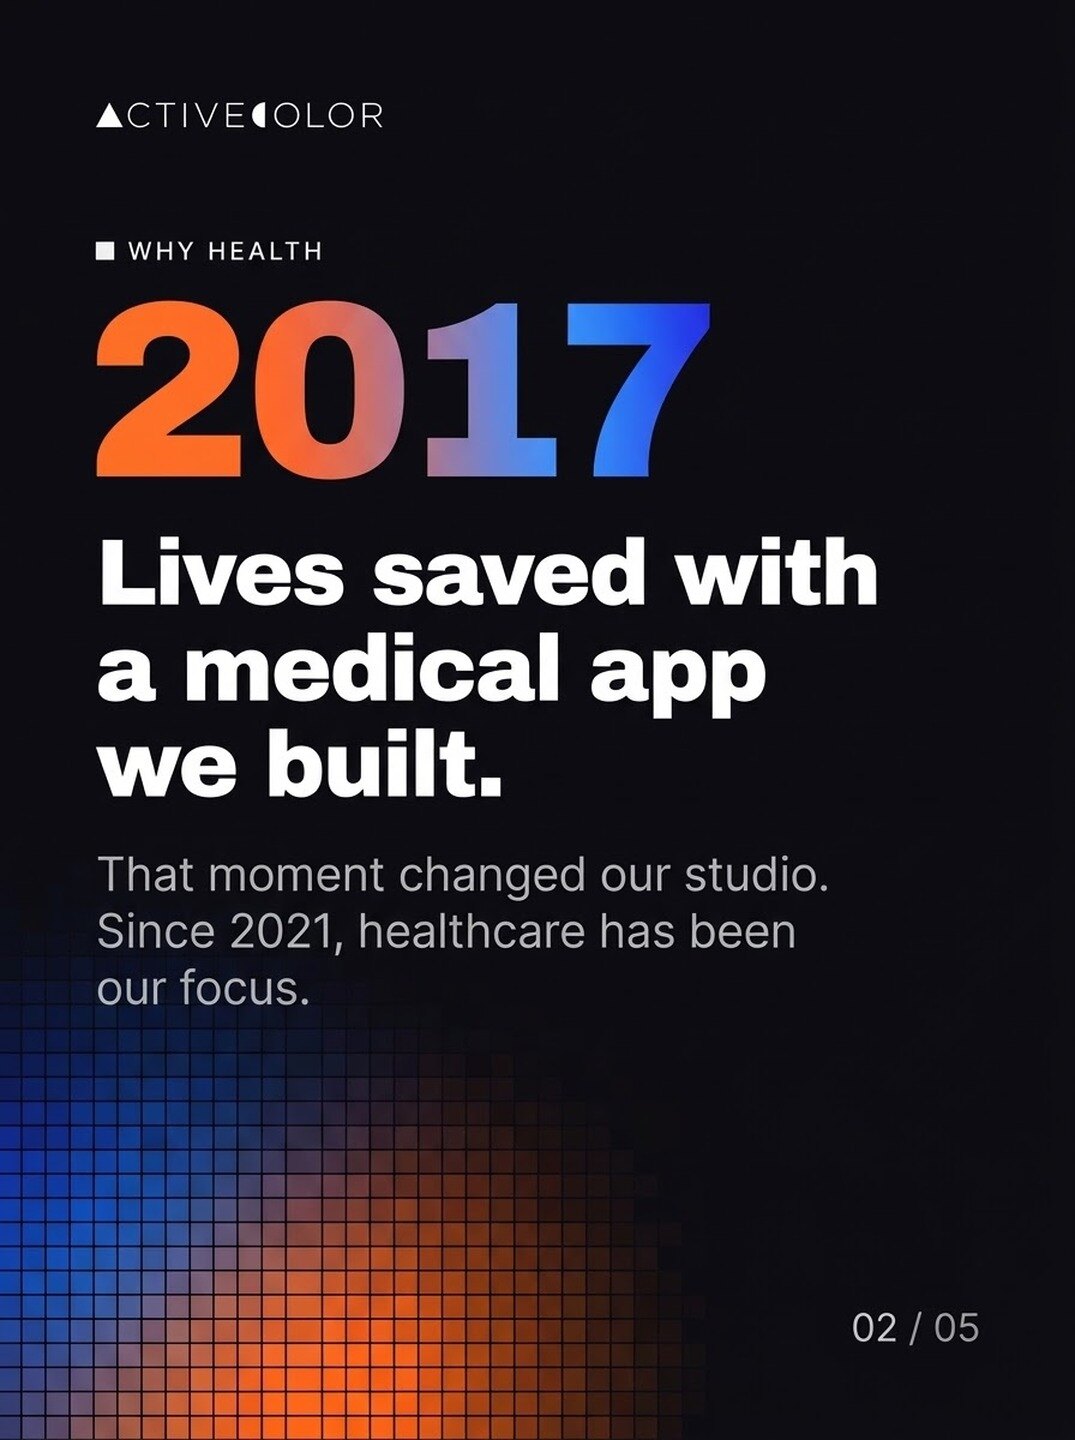 ACTIVECOLOR
WHY HEALTH
2017
Lives saved with
a medical app
we built.
That moment changed our studio.
Since 2021, healthcare has been
our focus.
02 / 05